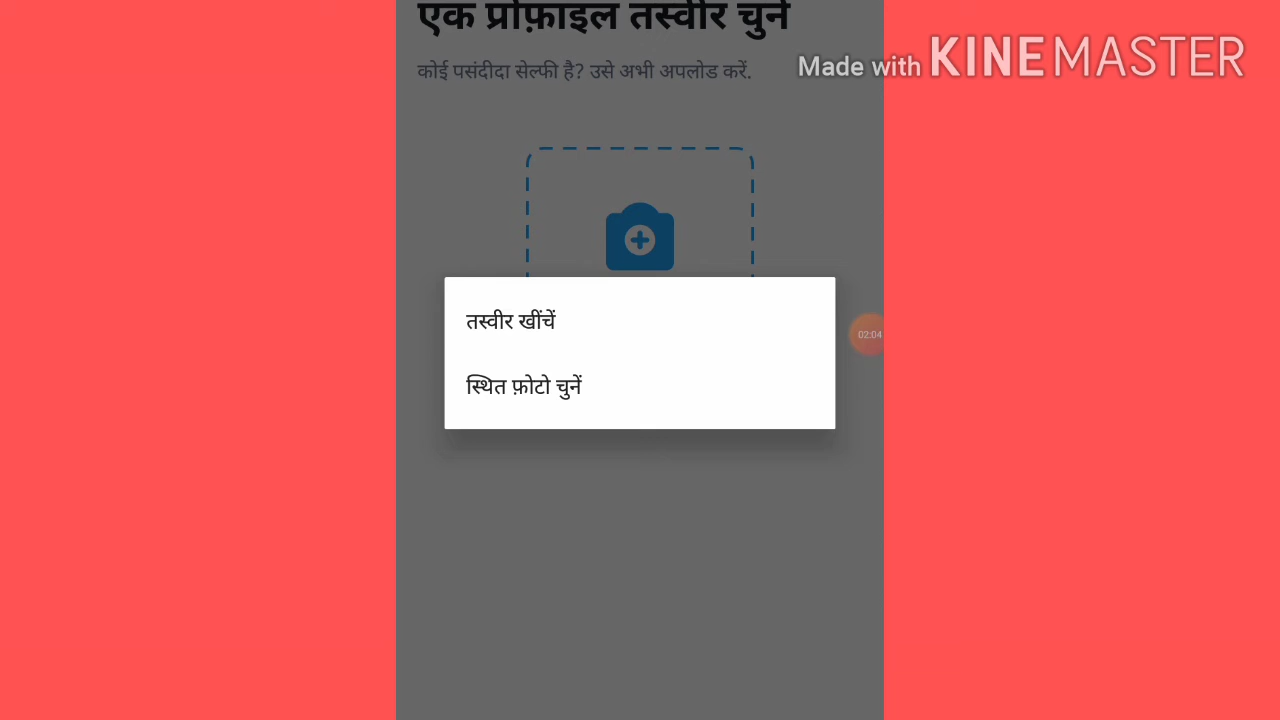 एक प्रोफ़ाइल तस्वीर चुनें
कोई पसंदीदा सेल्फी है? उसे अभी अपलोड करें.
Made with KINEMASTER
तस्वीर खींचें
02:04
स्थित फ़ोटो चुनें